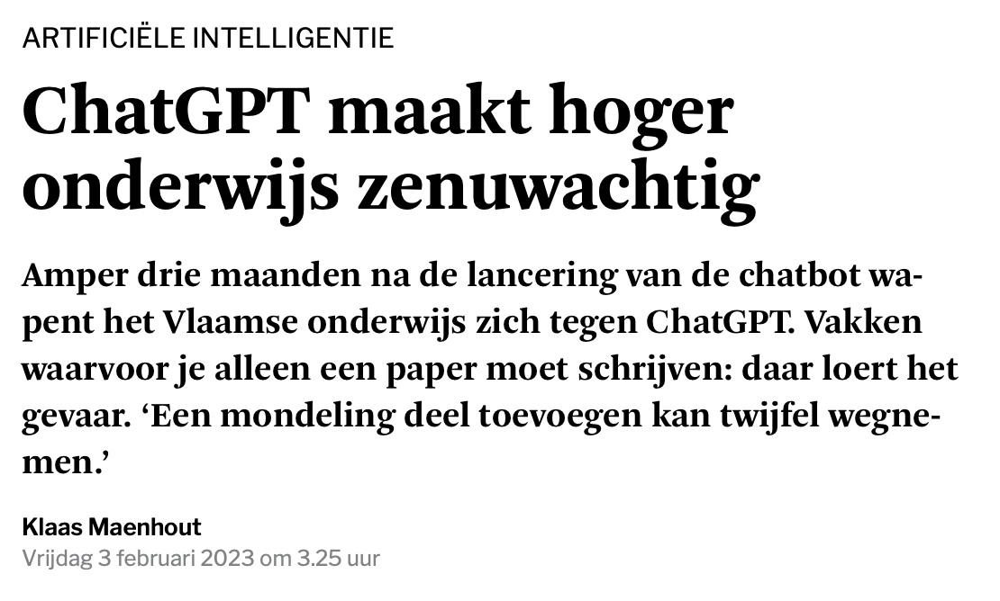 ARTIFICIËLE INTELLIGENTIE
ChatGPT maakt hoger
onderwijs zenuwachtig
Amper drie maanden na de lancering van de chatbot wa-
pent het Vlaamse onderwijs zich tegen ChatGPT. Vakken
waarvoor je alleen een paper moet schrijven: daar loert het
gevaar. ‘Een mondeling deel toevoegen kan twijfel wegne-
men.’
Klaas Maenhout
Vrijdag 3 februari 2023 om 3.25 uur